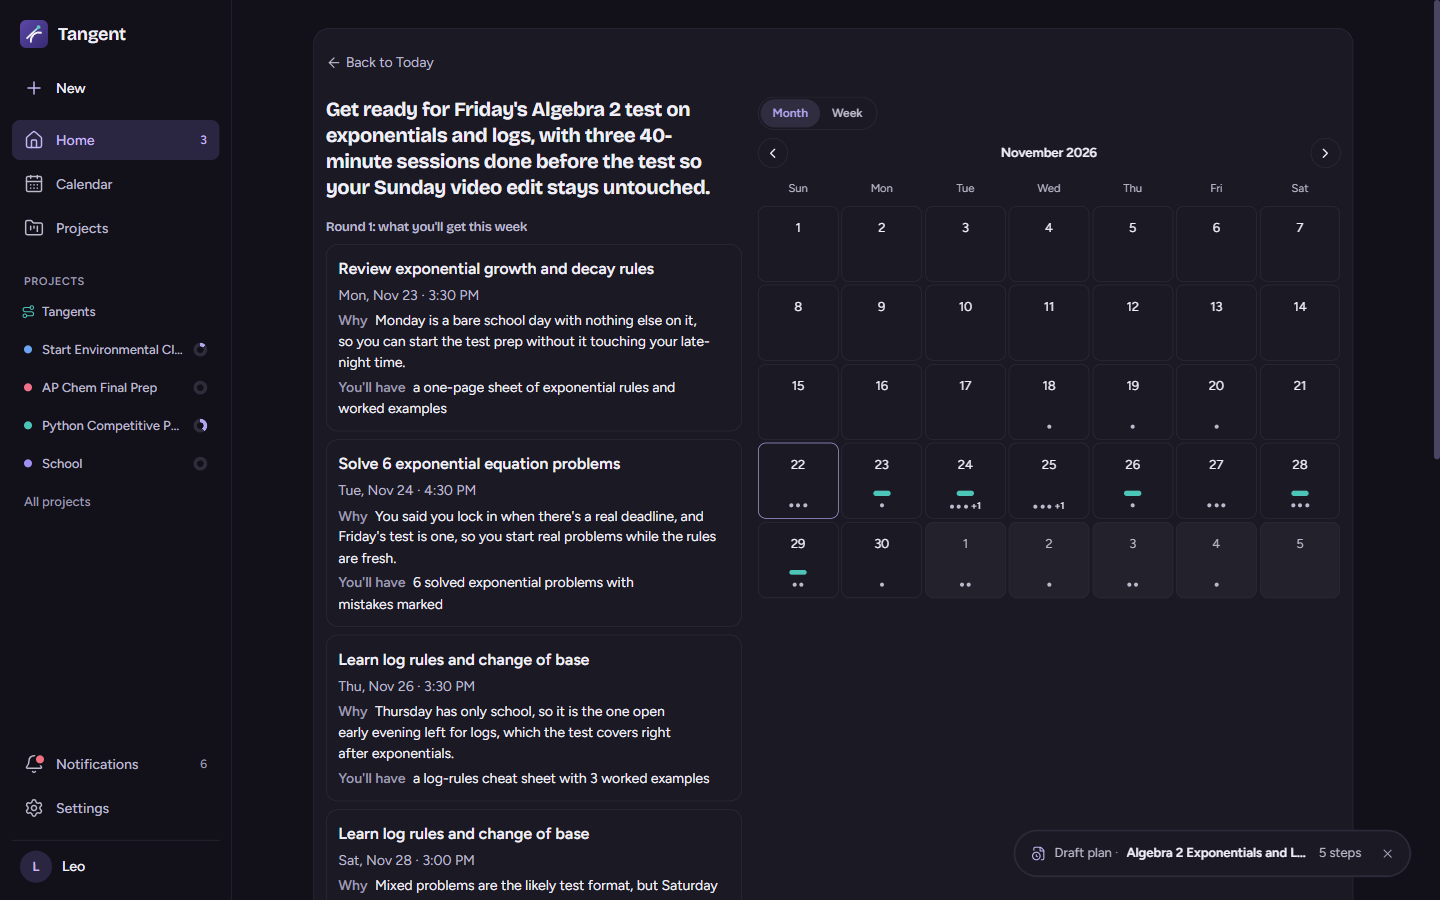 Tangent
New
Home 3
Calendar
Projects
PROJECTS
Tangents
Start Environmental Cl...
AP Chem Final Prep
Python Competitive P...
School
All projects
Notifications 6
Settings
L Leo
Back to Today
Get ready for Friday's Algebra 2 test on
exponentials and logs, with three 40-
minute sessions done before the test so
your Sunday video edit stays untouched.
Round 1: what you'll get this week
Review exponential growth and decay rules
Mon, Nov 23 · 3:30 PM
Why Monday is a bare school day with nothing else on it,
so you can start the test prep without it touching your late-
night time.
You'll have a one-page sheet of exponential rules and
worked examples
Solve 6 exponential equation problems
Tue, Nov 24 · 4:30 PM
Why You said you lock in when there's a real deadline, and
Friday's test is one, so you start real problems while the rules
are fresh.
You'll have 6 solved exponential problems with
mistakes marked
Learn log rules and change of base
Thu, Nov 26 · 3:30 PM
Why Thursday has only school, so it is the one open
early evening left for logs, which the test covers right
after exponentials.
You'll have a log-rules cheat sheet with 3 worked examples
Learn log rules and change of base
Sat, Nov 28 · 3:00 PM
Why Mixed problems are the likely test format, but Saturday
Month Week
November 2026
Sun Mon Tue Wed Thu Fri Sat
1 2 3 4 5 6 7
8 9 10 11 12 13 14
15 16 17 18 19 20 21
22 23 24 25 26 27 28
+1 +1
29 30 1 2 3 4 5
Draft plan · Algebra 2 Exponentials and L... 5 steps